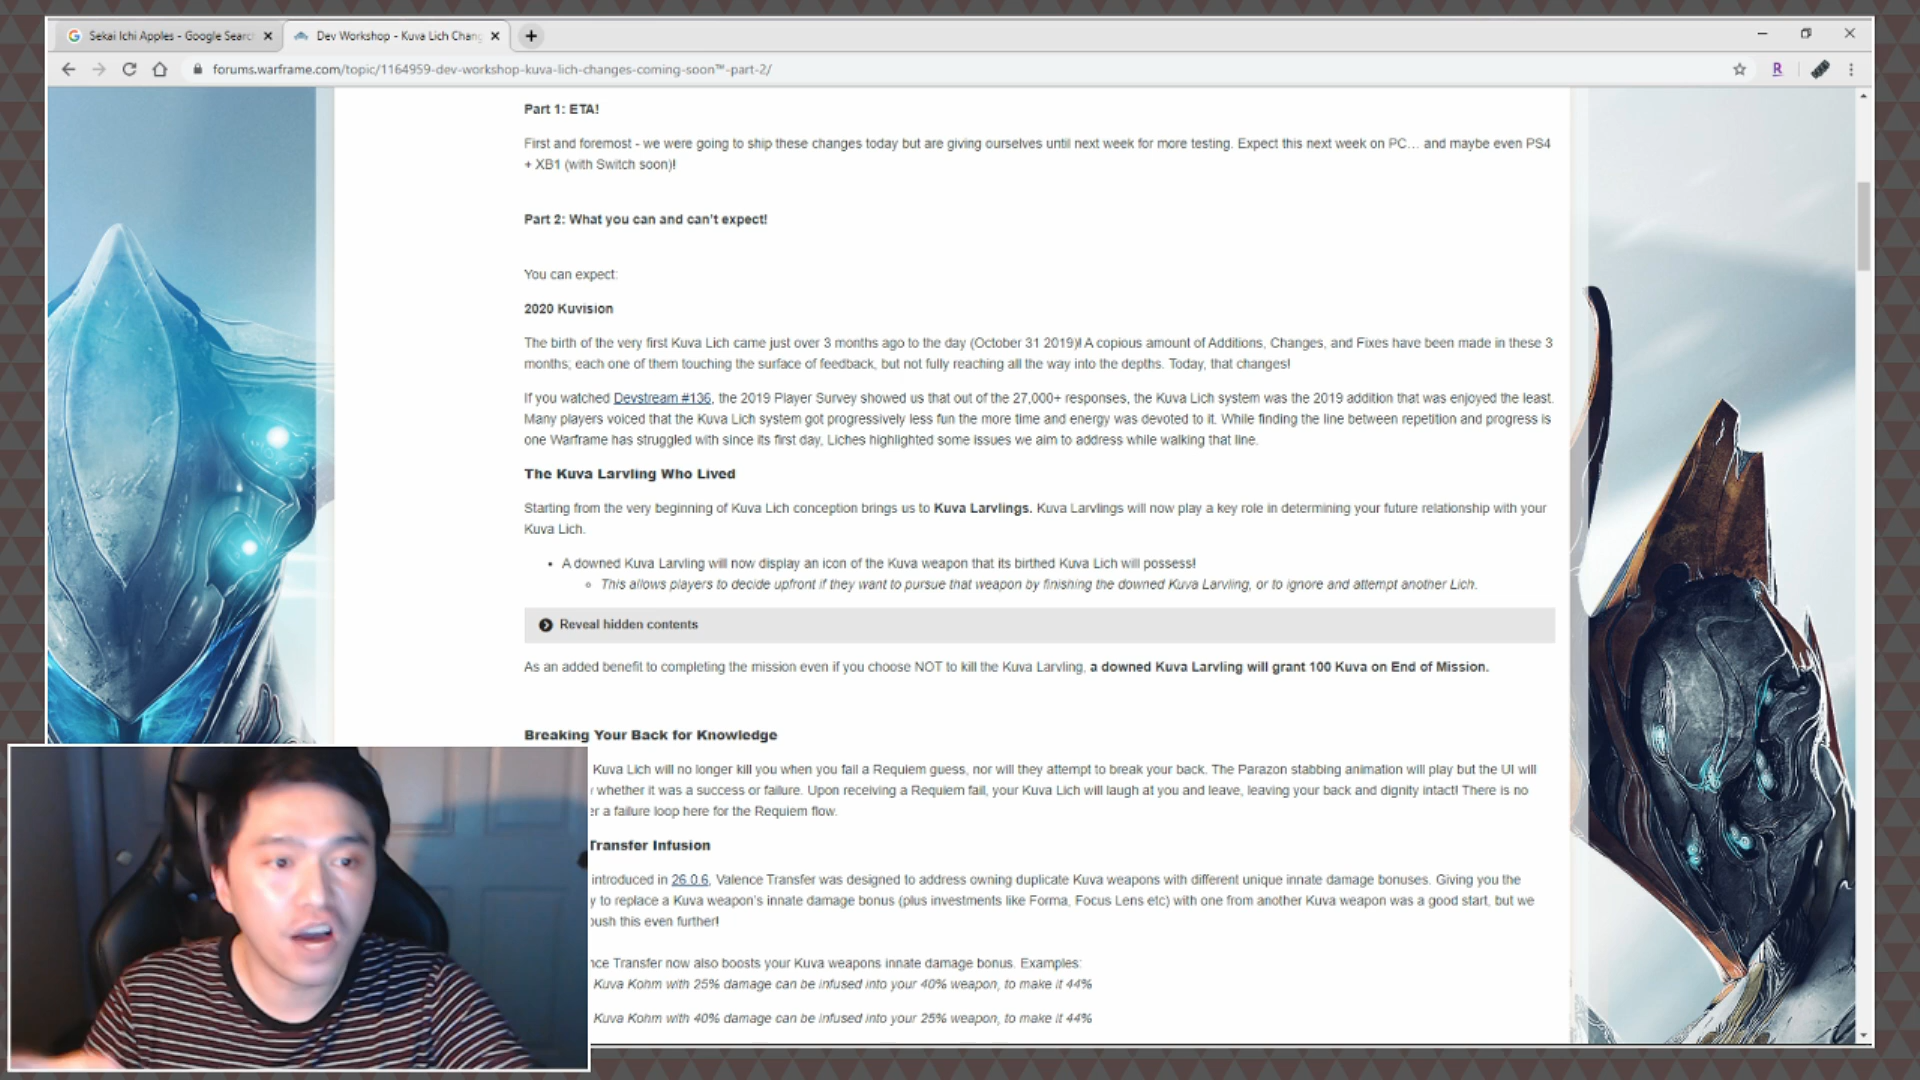 Sekai Ichi Apples - Google Searc
Dev Workshop - Kuva Lich Chang
forums.warframe.com/topic/1164959-dev-workshop-kuva-lich-changes-coming-soon™-part-2/
R
Part 1: ETA!
First and foremost - we were going to ship these changes today but are giving ourselves until next week for more testing. Expect this next week on PC… and maybe even PS4
+ XB1 (with Switch soon)!
Part 2: What you can and can't expect!
You can expect:
2020 Kuvision
The birth of the very first Kuva Lich came just over 3 months ago to the day (October 31 2019)! A copious amount of Additions, Changes, and Fixes have been made in these 3
months; each one of them touching the surface of feedback, but not fully reaching all the way into the depths. Today, that changes!
If you watched Devstream #136, the 2019 Player Survey showed us that out of the 27,000+ responses, the Kuva Lich system was the 2019 addition that was enjoyed the least.
Many players voiced that the Kuva Lich system got progressively less fun the more time and energy was devoted to it. While finding the line between repetition and progress is
one Warframe has struggled with since its first day, Liches highlighted some issues we aim to address while walking that line.
The Kuva Larvling Who Lived
Starting from the very beginning of Kuva Lich conception brings us to Kuva Larvlings. Kuva Larvlings will now play a key role in determining your future relationship with your
Kuva Lich.
• A downed Kuva Larvling will now display an icon of the Kuva weapon that its birthed Kuva Lich will possess!
◦ This allows players to decide upfront if they want to pursue that weapon by finishing the downed Kuva Larvling, or to ignore and attempt another Lich.
Reveal hidden contents
As an added benefit to completing the mission even if you choose NOT to kill the Kuva Larvling, a downed Kuva Larvling will grant 100 Kuva on End of Mission.
Breaking Your Back for Knowledge
Kuva Lich will no longer kill you when you fail a Requiem guess, nor will they attempt to break your back. The Parazon stabbing animation will play but the UI will
whether it was a success or failure. Upon receiving a Requiem fail, your Kuva Lich will laugh at you and leave, leaving your back and dignity intact! There is no
er a failure loop here for the Requiem flow.
Transfer Infusion
introduced in 26.0.6, Valence Transfer was designed to address owning duplicate Kuva weapons with different unique innate damage bonuses. Giving you the
y to replace a Kuva weapon's innate damage bonus (plus investments like Forma, Focus Lens etc) with one from another Kuva weapon was a good start, but we
push this even further!
nce Transfer now also boosts your Kuva weapons innate damage bonus. Examples:
Kuva Kohm with 25% damage can be infused into your 40% weapon, to make it 44%
Kuva Kohm with 40% damage can be infused into your 25% weapon, to make it 44%